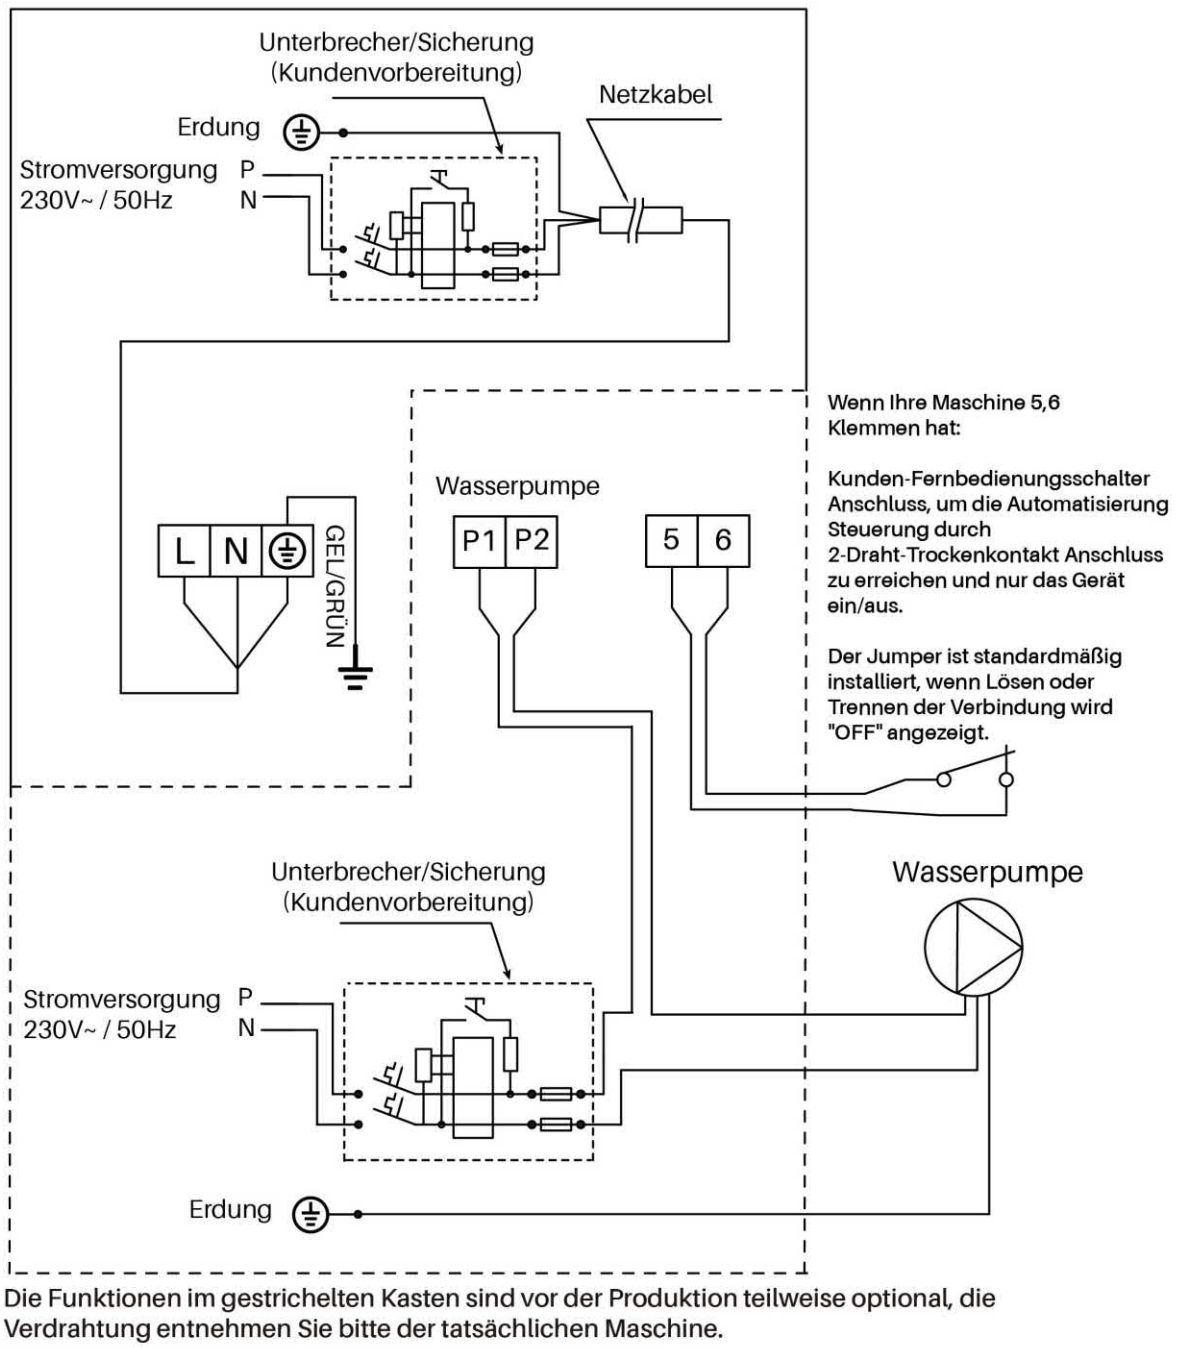 Unterbrecher/Sicherung
(Kundenvorbereitung)
Netzkabel
Erdung
Stromversorgung P
230V~ / 50Hz N
Wenn Ihre Maschine 5,6
Klemmen hat:
Kunden-Fernbedienungsschalter
Anschluss, um die Automatisierung
Steuerung durch
2-Draht-Trockenkontakt Anschluss
zu erreichen und nur das Gerät
ein/aus.
Der Jumper ist standardmäßig
installiert, wenn Lösen oder
Trennen der Verbindung wird
"OFF" angezeigt.
Wasserpumpe
L N
GEL/GRÜN
P1 P2
5 6
Unterbrecher/Sicherung
(Kundenvorbereitung)
Wasserpumpe
Stromversorgung P
230V~ / 50Hz N
Erdung
Die Funktionen im gestrichelten Kasten sind vor der Produktion teilweise optional, die
Verdrahtung entnehmen Sie bitte der tatsächlichen Maschine.